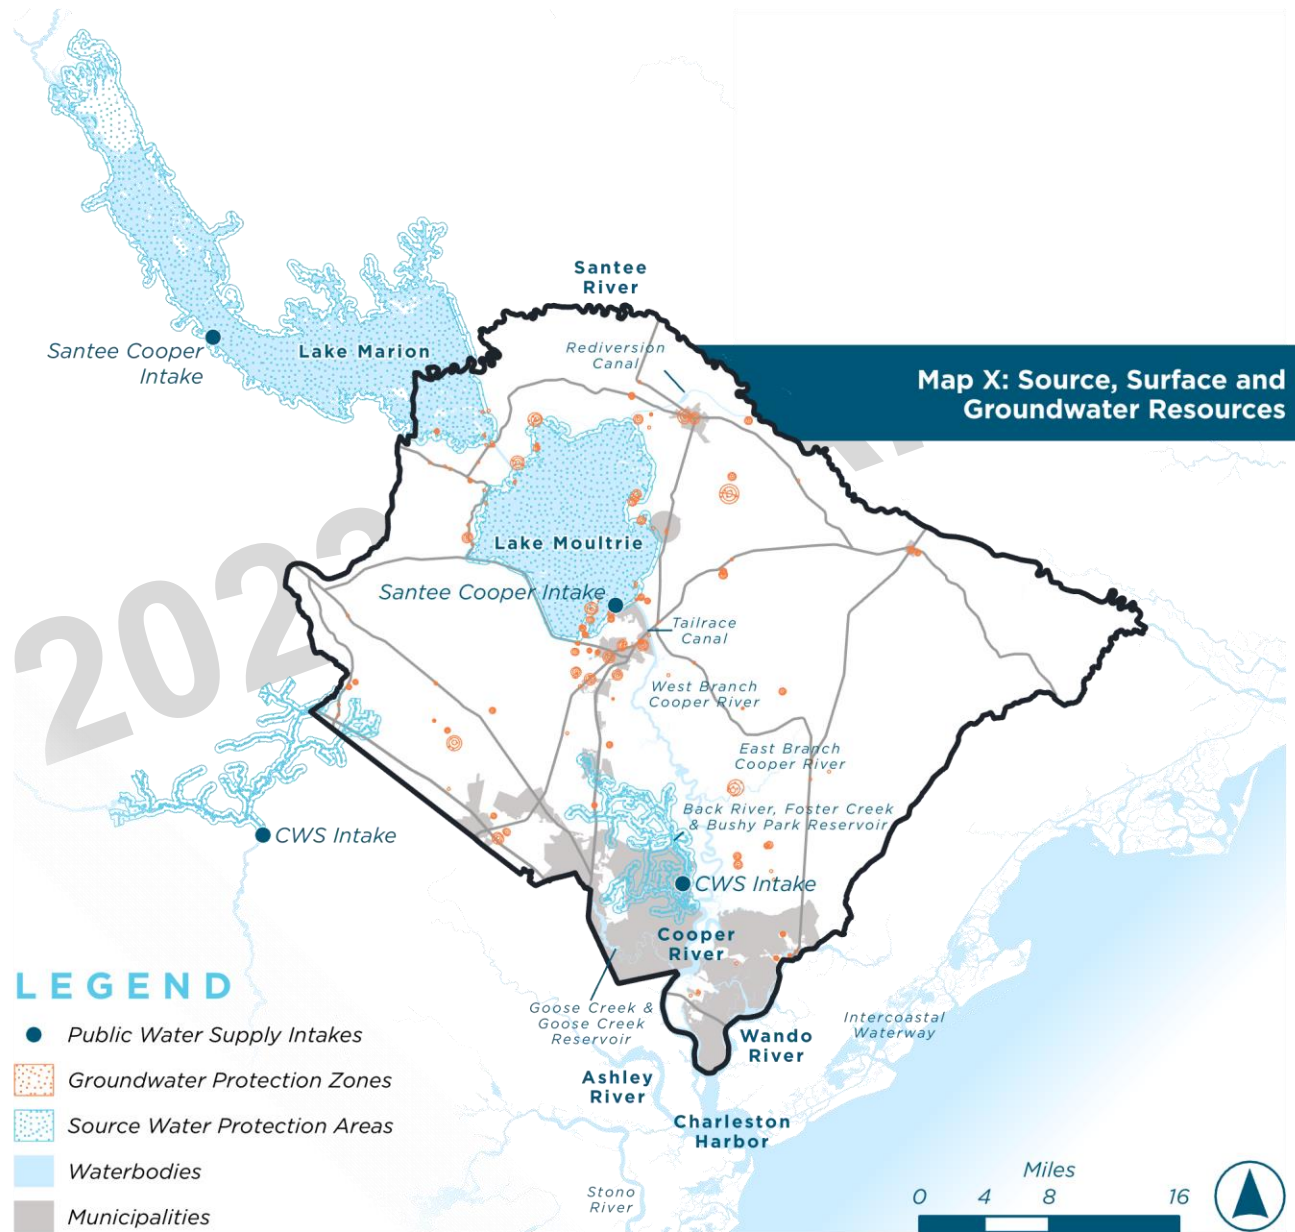 Santee
River
Rediversion
Canal
Map X: Source, Surface and
Groundwater Resources
Santee Cooper
Intake
Lake Marion
Lake Moultrie
Santee Cooper Intake
Tailrace
Canal
West Branch
Cooper River
East Branch
Cooper River
Back River, Foster Creek
& Bushy Park Reservoir
CWS Intake
CWS Intake
Cooper
River
Goose Creek &
Goose Creek
Reservoir
Wando
River
Intercoastal
Waterway
Ashley
River
Charleston
Harbor
Stono
River
LEGEND
Public Water Supply Intakes
Groundwater Protection Zones
Source Water Protection Areas
Waterbodies
Municipalities
Miles
0 4 8 16